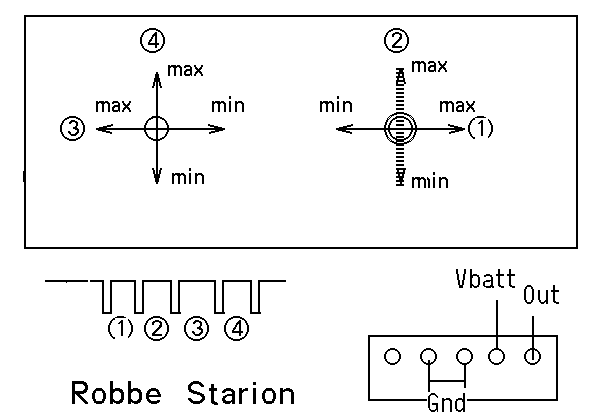 ④ ②
max max
max min min max
③ (1)
min min
Vbatt
Out
(1) ② ③ ④
Robbe Starion
Gnd